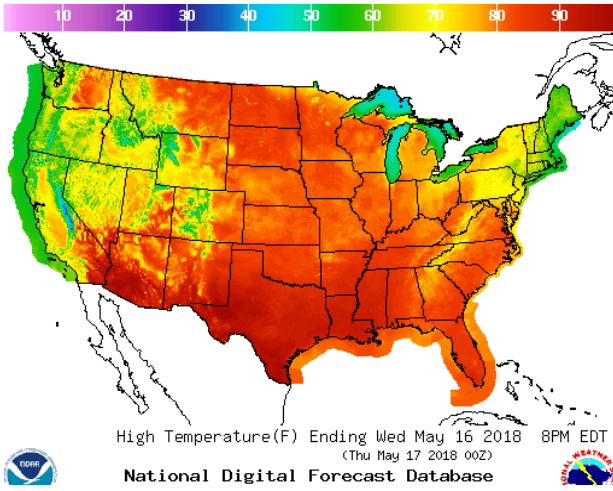 10 20 30 40 50 60 70 80 90
High Temperature(F) Ending Wed May 16 2018 8PM EDT
(Thu May 17 2018 00Z)
National Digital Forecast Database
NOAA